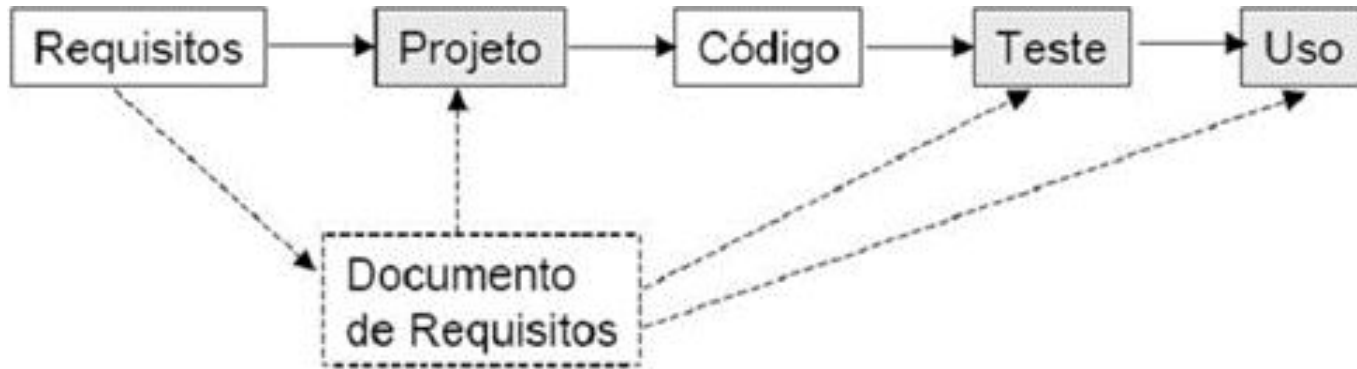 Requisitos
Projeto
Código
Teste
Uso
Documento
de Requisitos